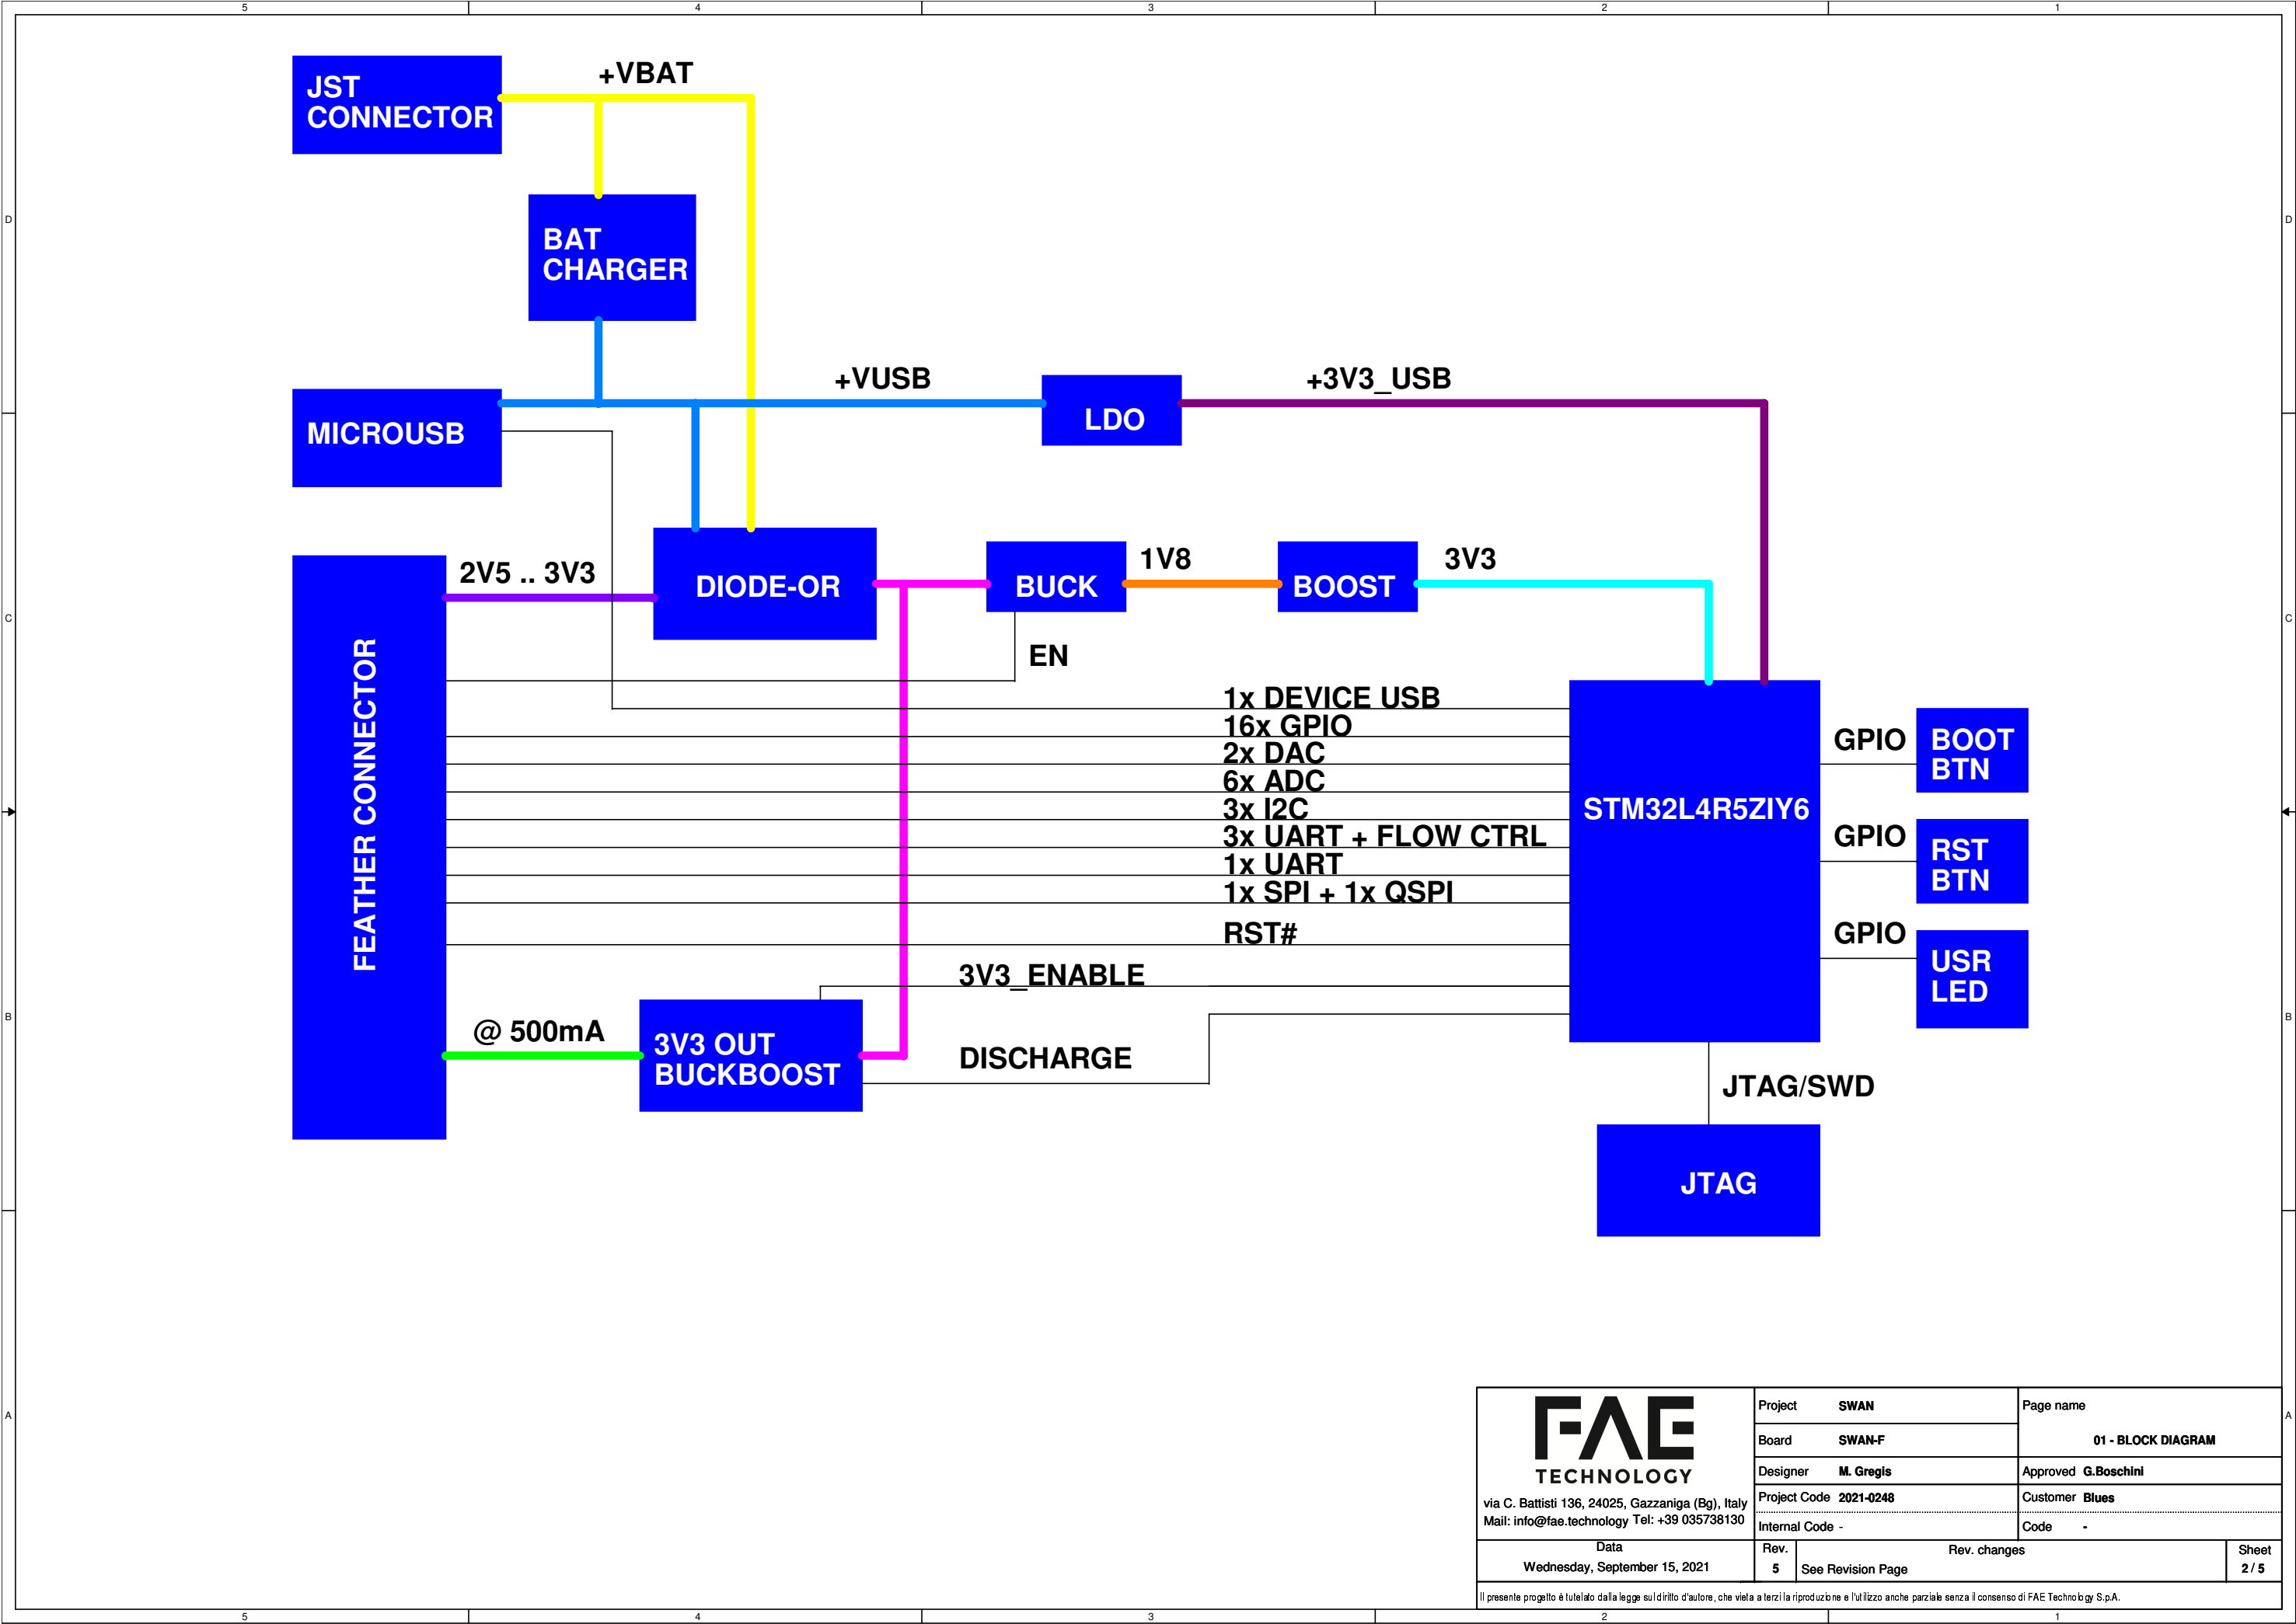 5 4 3 2 1
JST
CONNECTOR
+VBAT
D D
BAT
CHARGER
MICROUSB
+VUSB
LDO
+3V3_USB
2V5 .. 3V3
DIODE-OR
BUCK
1V8
BOOST
3V3
C C
EN
FEATHER CONNECTOR
1x DEVICE USB
16x GPIO
2x DAC
6x ADC
3x I2C
3x UART + FLOW CTRL
1x UART
1x SPI + 1x QSPI
RST#
3V3_ENABLE
STM32L4R5ZIY6
GPIO
BOOT
BTN
GPIO
RST
BTN
GPIO
USR
LED
B B
@ 500mA
3V3 OUT
BUCKBOOST
DISCHARGE
JTAG/SWD
JTAG
A A
FAE
TECHNOLOGY
via C. Battisti 136, 24025, Gazzaniga (Bg), Italy
Mail: info@fae.technology Tel: +39 035738130
Project SWAN
Page name
Board SWAN-F
01 - BLOCK DIAGRAM
Designer M. Gregis
Approved G.Boschini
Project Code 2021-0248
Customer Blues
Internal Code -
Code -
Data
Wednesday, September 15, 2021
Rev.
5
Rev. changes
See Revision Page
Sheet
2 / 5
Il presente progetto è tutelato dalla legge sul diritto d'autore, che vieta a terzi la riproduzione e l'utilizzo anche parziale senza il consenso di FAE Technology S.p.A.
5 4 3 2 1